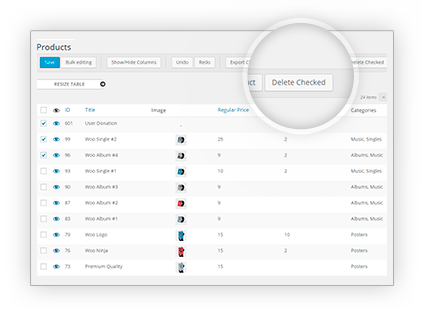 Products
Save Bulk editing Show/Hide Columns Undo Redo Export Delete Checked
Delete Checked
RESIZE TABLE
24 items
ID Title Image Regular Price Categories
601 User Donation
99 Woo Single #2 25 2 Music, Singles
96 Woo Album #4 9 Albums, Music
93 Woo Single #1 10 2 Music, Singles
90 Woo Album #3 9 Albums, Music
87 Woo Album #2 9 Albums, Music
83 Woo Album #1 9 Albums, Music
79 Woo Logo 15 10 Posters
76 Woo Ninja 15 2 Posters
73 Premium Quality 15 Posters